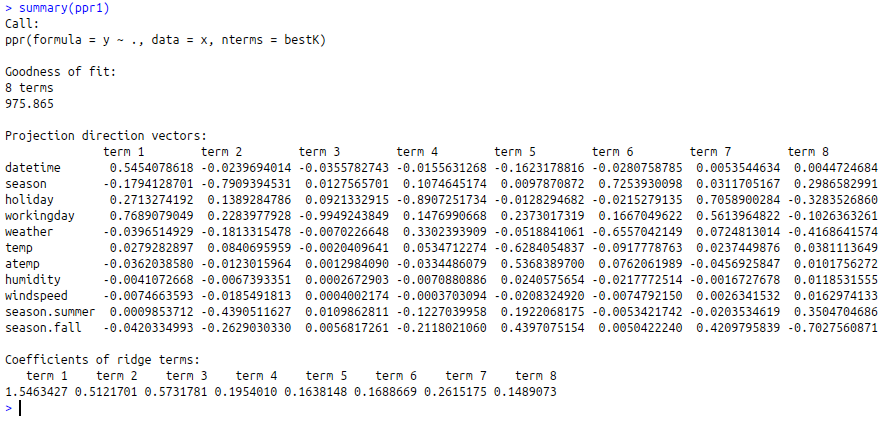 > summary(ppr1)
Call:
ppr(formula = y ~ ., data = x, nterms = bestK)

Goodness of fit:
8 terms
975.865

Projection direction vectors:
             term 1        term 2        term 3        term 4        term 5        term 6        term 7        term 8
datetime      0.5454078618 -0.0239694014 -0.0355782743 -0.0155631268 -0.1623178816 -0.0280758785  0.0053544634  0.0044724684
season       -0.1794128701 -0.7909394531  0.0127565701  0.1074645174  0.0097870872  0.7253930098  0.0311705167  0.2986582991
holiday       0.2713274192  0.1389284786  0.0921332915 -0.8907251734 -0.0128294682 -0.0215279135  0.7058900284 -0.3283526860
workingday    0.7689079049  0.2283977928 -0.9949243849  0.1476990668  0.2373017319  0.1667049622  0.5613964822 -0.1026363261
weather      -0.0396514929 -0.1813315478 -0.0070226648  0.3302393909 -0.0518841061 -0.6557042149  0.0724813014 -0.4168641574
temp          0.0279282897  0.0840695959 -0.0020409641  0.0534712274 -0.6284054837 -0.0917778763  0.0237449876  0.0381113649
atemp        -0.0362038580 -0.0123015964  0.0012984090 -0.0334486079  0.5368389700  0.0762061989 -0.0456925847  0.0101756272
humidity     -0.0041072668 -0.0067393351  0.0002672903 -0.0070880886  0.0240575654 -0.0217772514 -0.0016727678  0.0118531555
windspeed    -0.0074663593 -0.0185491813  0.0004002174 -0.0003703094 -0.0208324920 -0.0074792150  0.0026341532  0.0162974133
season.summer 0.0009853712 -0.4390511627  0.0109862811 -0.1227039958  0.1922068175 -0.0053421742 -0.0203534619  0.3504704686
season.fall  -0.0420334993 -0.2629030330  0.0056817261 -0.2118021060  0.4397075154  0.0050422240  0.4209795839 -0.7027560871

Coefficients of ridge terms:
   term 1    term 2    term 3    term 4    term 5    term 6    term 7    term 8
1.5463427 0.5121701 0.5731781 0.1954010 0.1638148 0.1688669 0.2615175 0.1489073
>